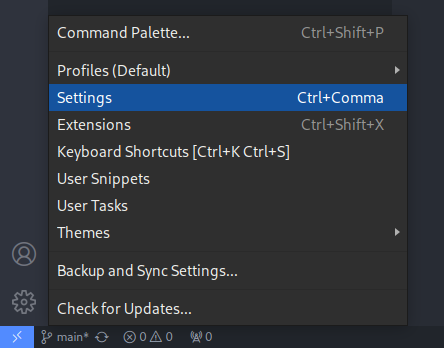 Command Palette... Ctrl+Shift+P
Profiles (Default)
Settings Ctrl+Comma
Extensions Ctrl+Shift+X
Keyboard Shortcuts [Ctrl+K Ctrl+S]
User Snippets
User Tasks
Themes
Backup and Sync Settings...
Check for Updates...
main* 0 0 0